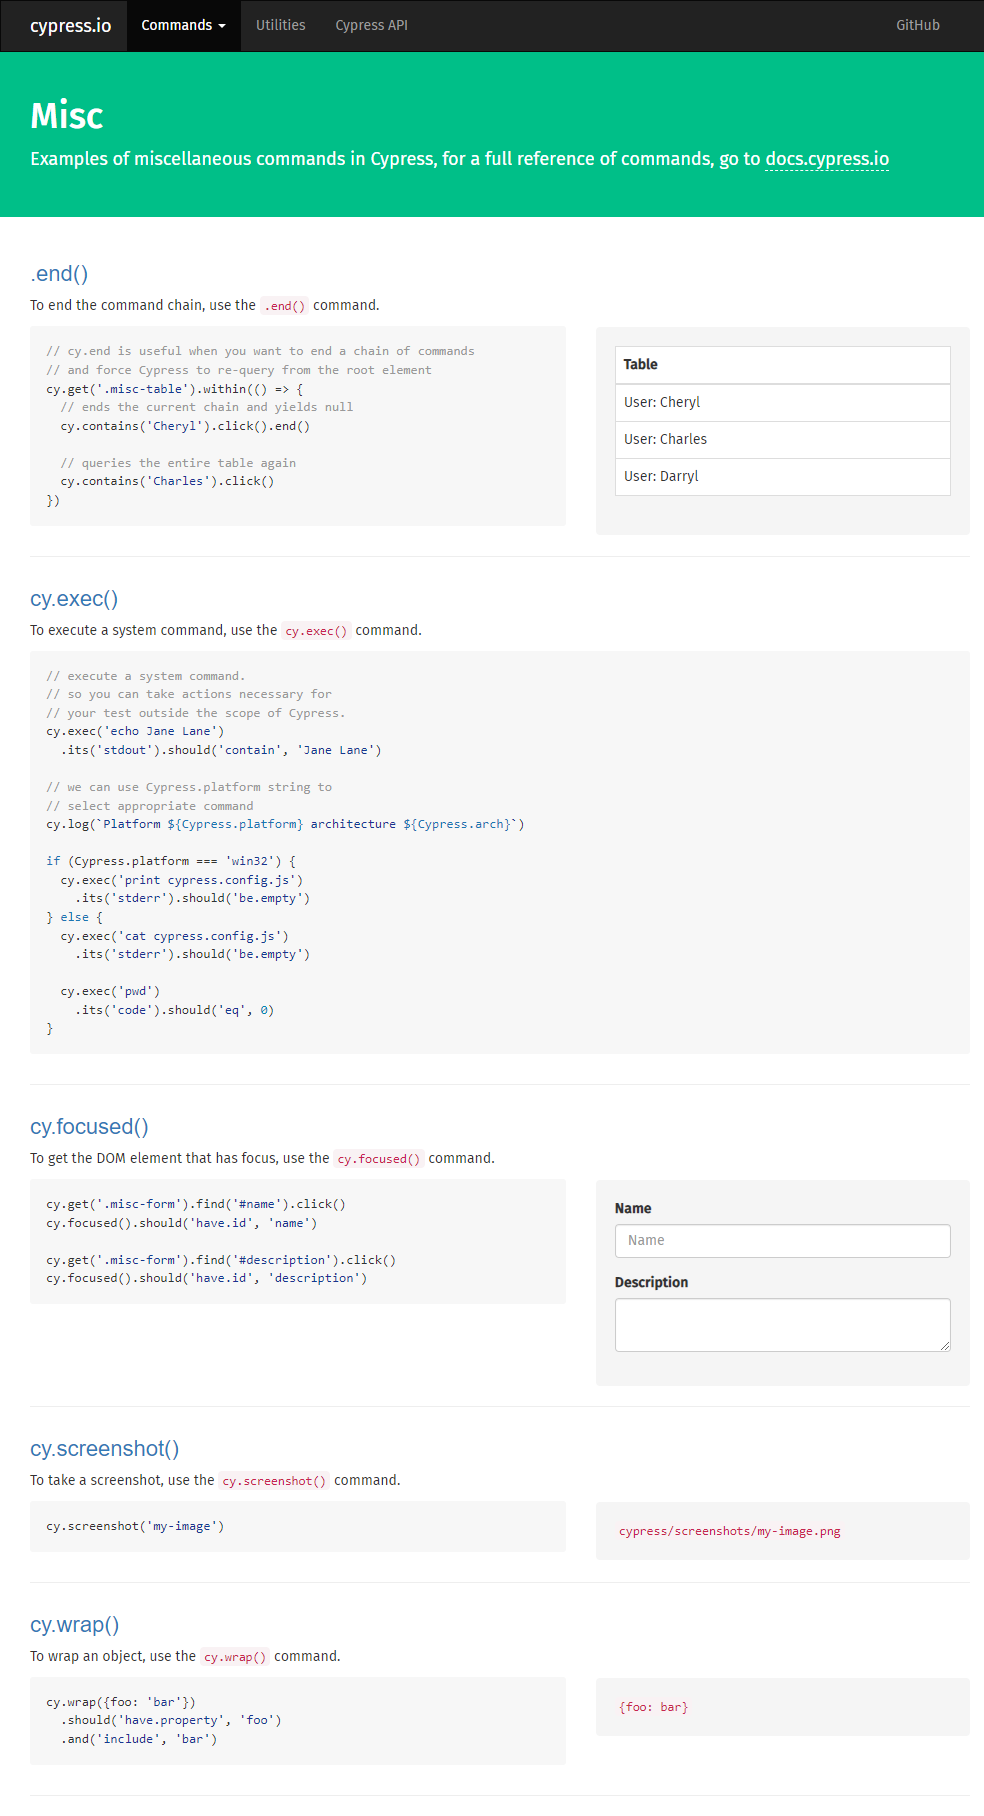 cypress.io Commands Utilities Cypress API GitHub
Misc
Examples of miscellaneous commands in Cypress, for a full reference of commands, go to docs.cypress.io
.end()
To end the command chain, use the .end() command.
// cy.end is useful when you want to end a chain of commands
// and force Cypress to re-query from the root element
cy.get('.misc-table').within(() => {
  // ends the current chain and yields null
  cy.contains('Cheryl').click().end()
  // queries the entire table again
  cy.contains('Charles').click()
})
Table
User: Cheryl
User: Charles
User: Darryl
cy.exec()
To execute a system command, use the cy.exec() command.
// execute a system command.
// so you can take actions necessary for
// your test outside the scope of Cypress.
cy.exec('echo Jane Lane')
  .its('stdout').should('contain', 'Jane Lane')
// we can use Cypress.platform string to
// select appropriate command
cy.log(`Platform ${Cypress.platform} architecture ${Cypress.arch}`)
if (Cypress.platform === 'win32') {
  cy.exec('print cypress.config.js')
    .its('stderr').should('be.empty')
} else {
  cy.exec('cat cypress.config.js')
    .its('stderr').should('be.empty')
  cy.exec('pwd')
    .its('code').should('eq', 0)
}
cy.focused()
To get the DOM element that has focus, use the cy.focused() command.
cy.get('.misc-form').find('#name').click()
cy.focused().should('have.id', 'name')
cy.get('.misc-form').find('#description').click()
cy.focused().should('have.id', 'description')
Name
Name
Description
cy.screenshot()
To take a screenshot, use the cy.screenshot() command.
cy.screenshot('my-image')
cypress/screenshots/my-image.png
cy.wrap()
To wrap an object, use the cy.wrap() command.
cy.wrap({foo: 'bar'})
  .should('have.property', 'foo')
  .and('include', 'bar')
{foo: bar}